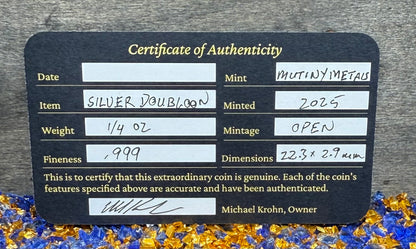 Certificate of Authenticity
Date Mint MUTINYMETALS
Item SILVER DOUBLOON Minted 2025
Weight 1/4 OZ Mintage OPEN
Fineness .999 Dimensions 22.3 x 2.9 mm
This is to certify that this extraordinary coin is genuine. Each of the coin's
features specified above are accurate and have been authenticated.
Michael Krohn, Owner